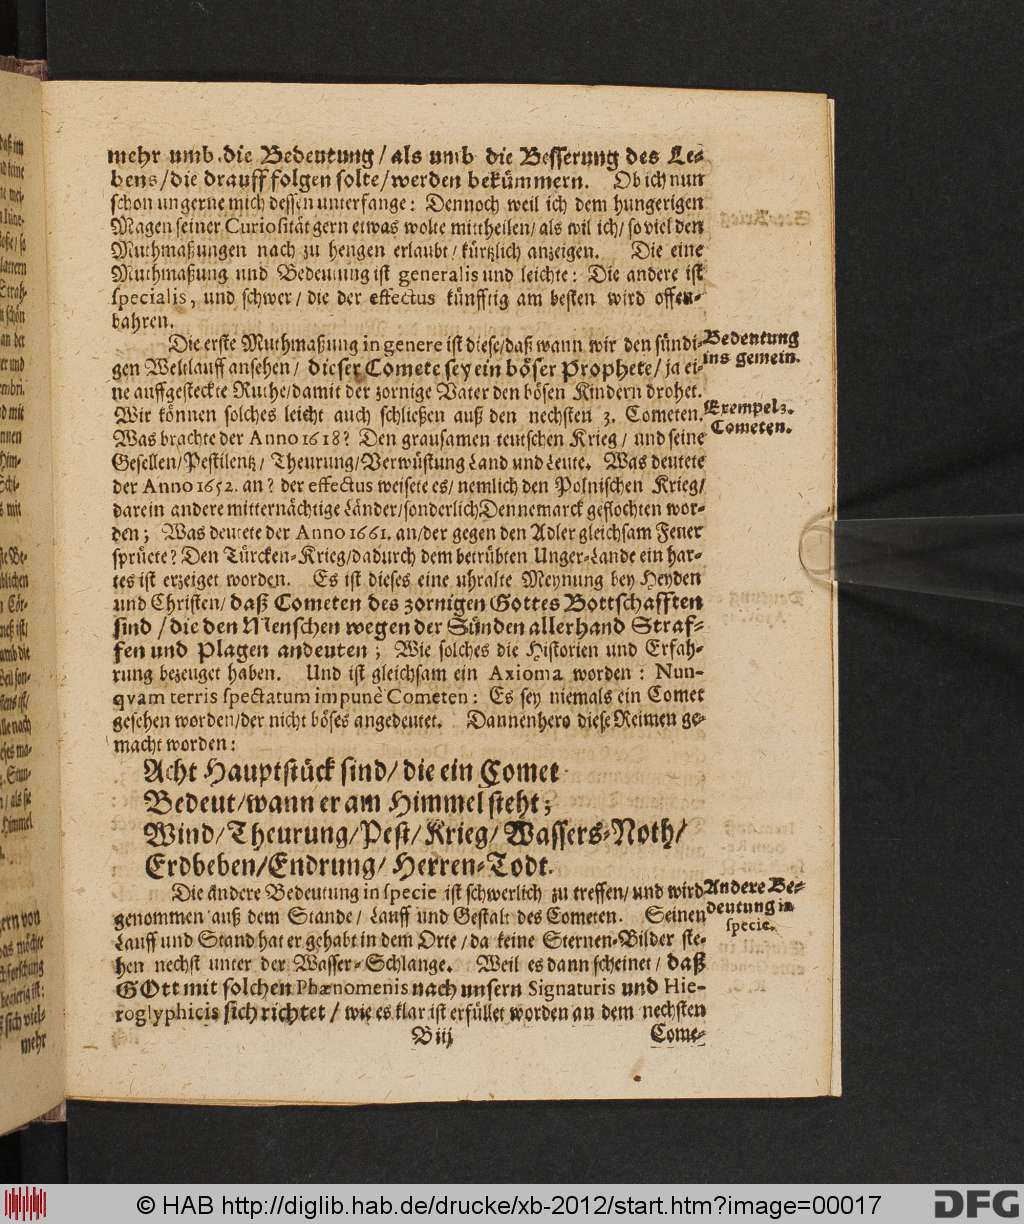 mehr umb die Bedeutung / als umb die Besserung des Le-
bens / die drauff folgen solte / werden bekümmern. Ob ich nun
schon ungerne mich dessen unterfange: Dennoch weil ich dem hungerigen
Magen seiner Curiosität gern etwas wolte mittheilen / als wil ich / so viel den
Muthmaßungen nach zu hengen erlaubt / kürtzlich anzeigen. Die eine
Muthmaßung und Bedeutung ist generalis und leichte: Die andere ist
specialis, und schwer / die der effectus künfftig am besten wird offen-
bahren.
Die erste Muthmaßung in genere ist diese / daß wann wir den sündi-
gen Weltlauff ansehen / dieser Comete sey ein böser Prophete / ja ei-
ne auffgesteckte Ruthe / damit der zornige Vater den bösen Kindern drohet.
Wir können solches leicht auch schließen auß den nechsten 3. Cometen.
Was brachte der Anno 1618? Den grausamen teutschen Krieg / und seine
Gesellen / Pestilentz / Theurung / Verwüstung Land und Leute. Was deutete
der Anno 1652. an? der effectus weisete es / nemlich den Polnischen Krieg /
darein andere mitternächtige Länder / sonderlich Dennemarck geflochten wor-
den; Was deutete der Anno 1661. an / der gegen den Adler gleichsam Feuer
sprücte? Den Türcken-Krieg / dadurch dem betrübten Unger-Lande ein har-
tes ist erzeiget worden. Es ist dieses eine uhralte Meynung bey Heyden
und Christen / daß Cometen des zornigen Gottes Bottschafften
sind / die den Menschen wegen der Sünden allerhand Straf-
fen und Plagen andeuten; Wie solches die Historien und Erfah-
rung bezeuget haben. Und ist gleichsam ein Axioma worden: Nun-
qvam terris spectatum impunè Cometen: Es sey niemals ein Comet
gesehen worden / der nicht böses angedeutet. Dannenhero diese Reimen ge-
macht worden:
Acht Hauptstück sind / die ein Comet
Bedeut / wann er am Himmel steht;
Wind / Theurung / Pest / Krieg / Wassers-Noth /
Erdbeben / Endrung / Herren-Todt.
Die andere Bedeutung in specie ist schwerlich zu treffen / und wird
genommen auß dem Stande / Lauff und Gestalt des Cometen. Seinen
Lauff und Stand hat er gehabt in dem Orte / da keine Sternen-Bilder ste-
hen nechst unter der Wasser-Schlange. Weil es dann scheinet / daß
GOtt mit solchen Phænomenis nach unsern Signaturis und Hie-
roglyphicis sich richtet / wie es klar ist erfüllet worden an dem nechsten
B iij
Come-
Bedeutung
ins gemein.
Exempel 3.
Cometen.
Andere Be-
deutung in
specie.
© HAB http://diglib.hab.de/drucke/xb-2012/start.htm?image=00017
DFG